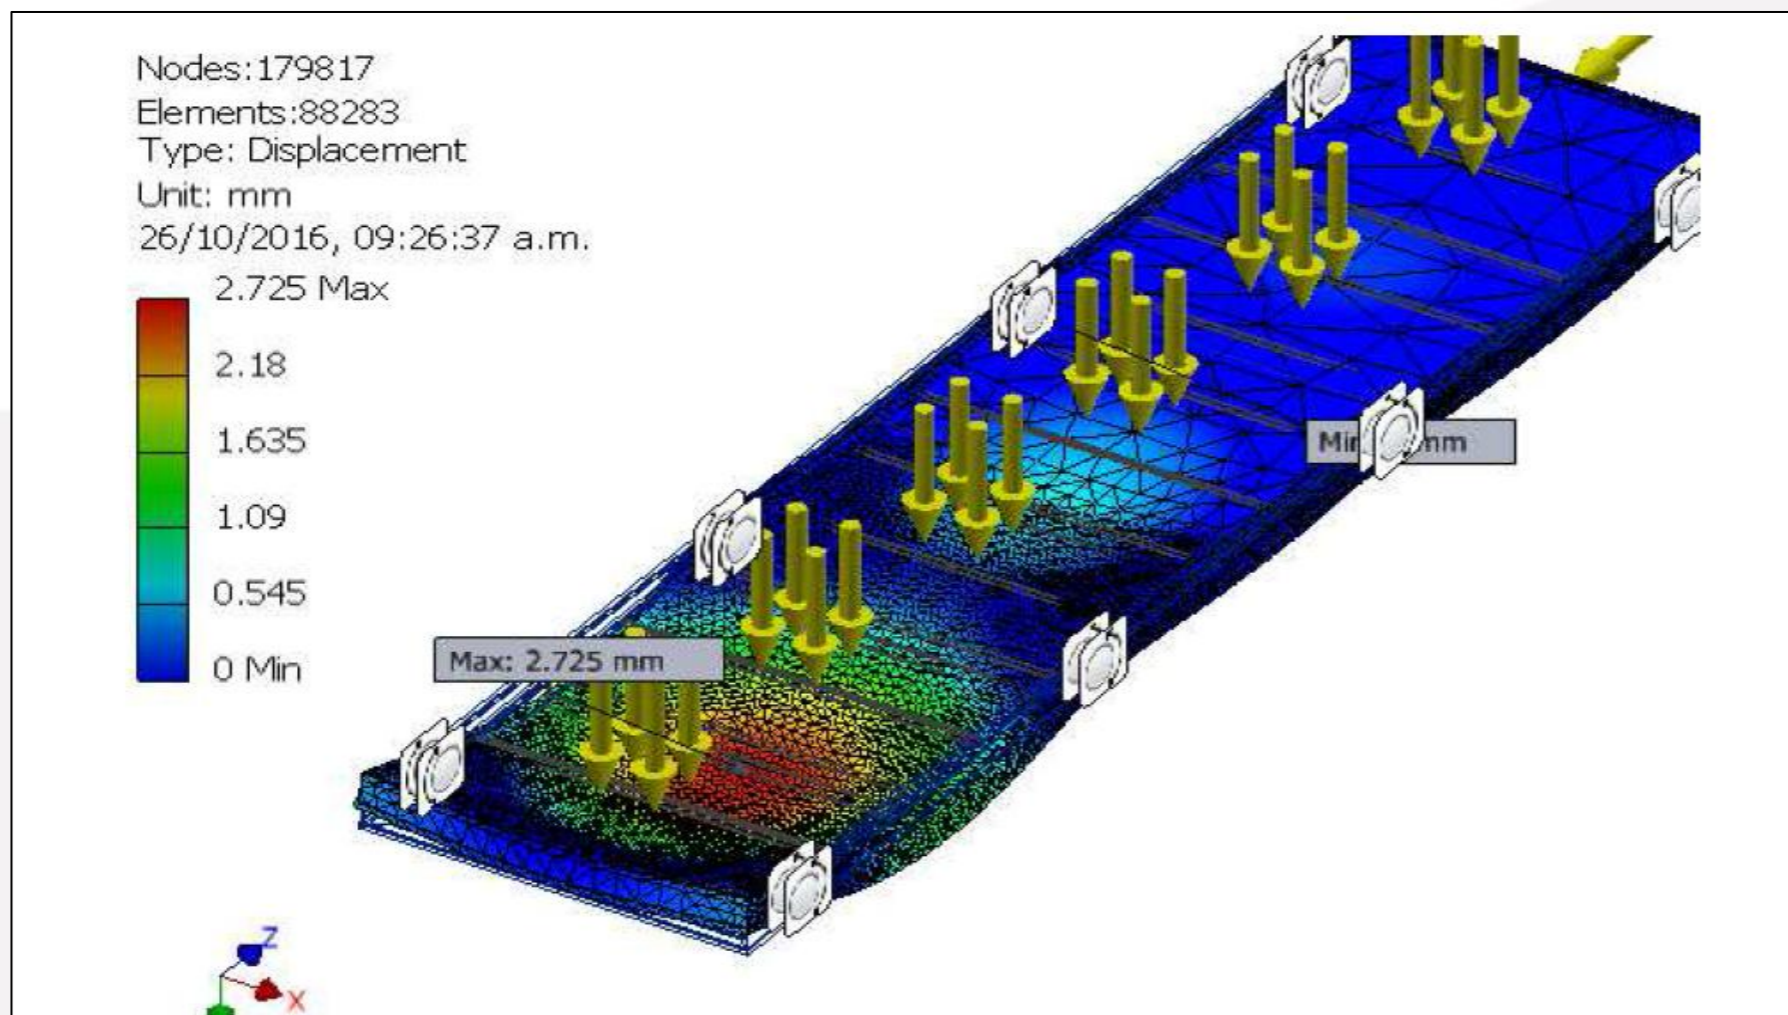 Nodes:179817
Elements:88283
Type: Displacement
Unit: mm
26/10/2016, 09:26:37 a.m.
2.725 Max
2.18
1.635
1.09
0.545
0 Min
Max: 2.725 mm
mm
Z
X